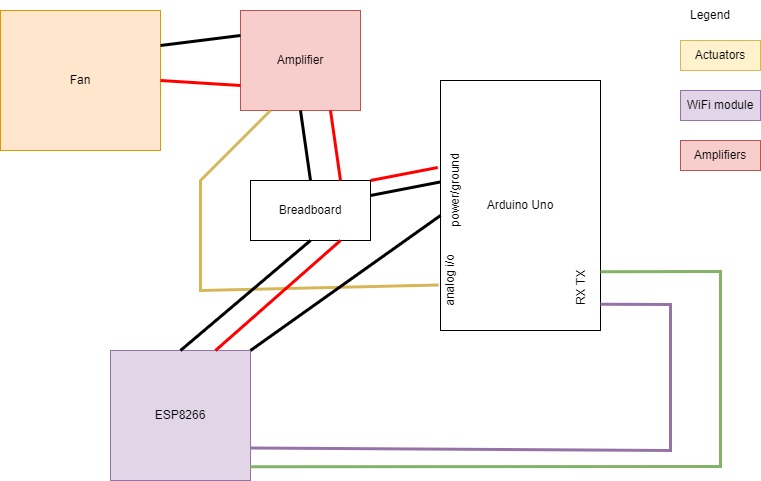 Legend
Fan
Amplifier
Actuators
WiFi module
Amplifiers
power/ground
Breadboard
Arduino Uno
analog i/o
RX TX
ESP8266